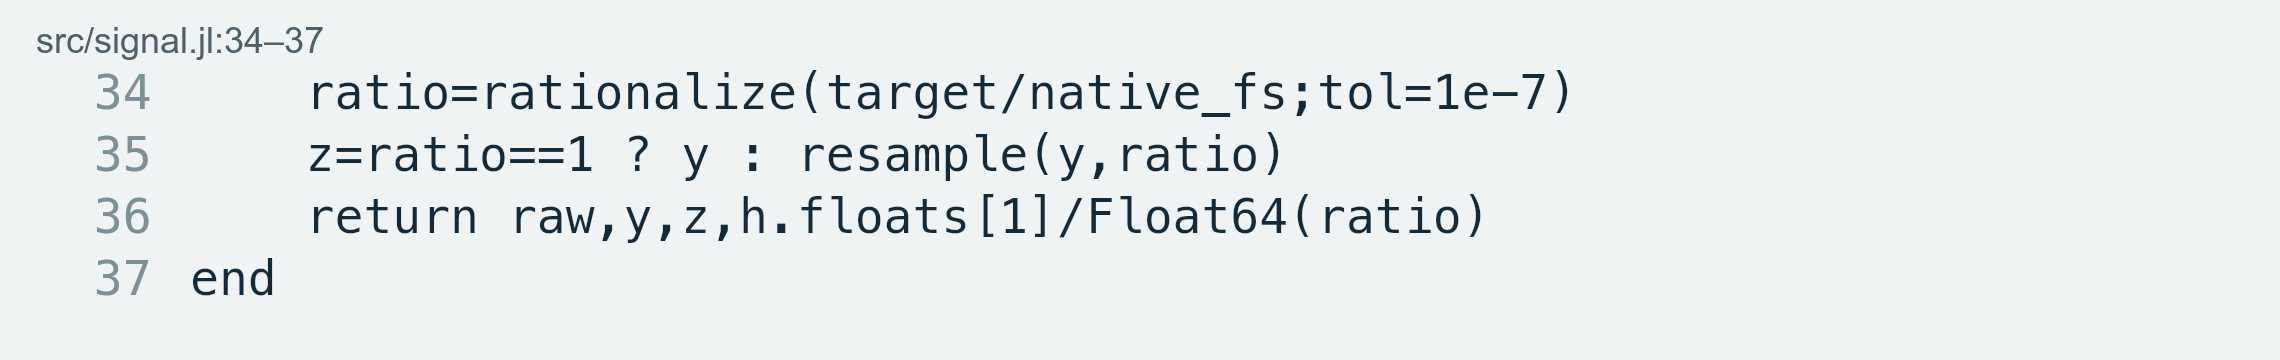 src/signal.jl:34–37
34 ratio=rationalize(target/native_fs;tol=1e−7)
35 z=ratio==1 ? y : resample(y,ratio)
36 return raw,y,z,h.floats[1]/Float64(ratio)
37 end